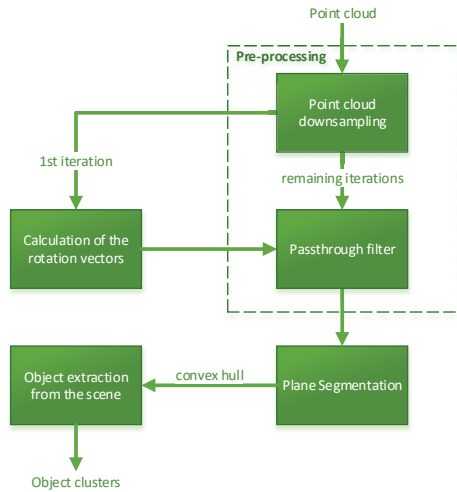 Point cloud
Pre-processing
Point cloud
downsampling
1st iteration
remaining iterations
Calculation of the
rotation vectors
Passthrough filter
Object extraction
from the scene
convex hull
Plane Segmentation
Object clusters